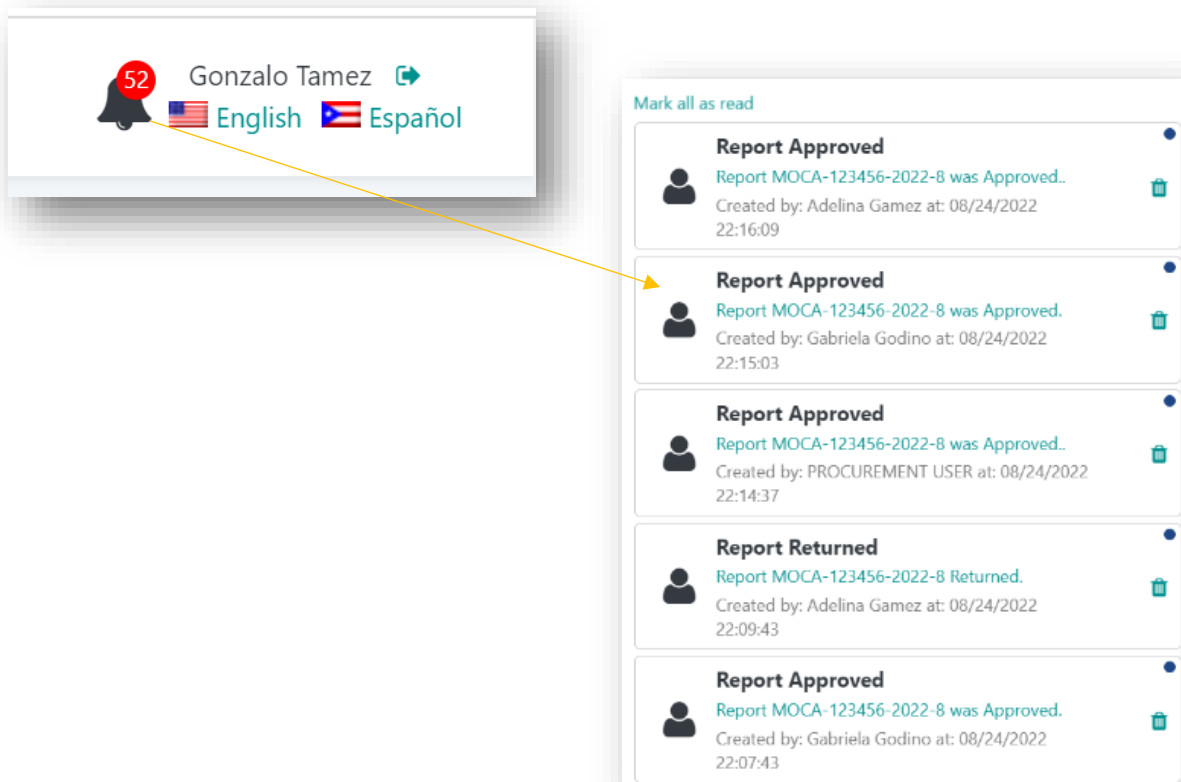 52
Gonzalo Tamez
English Español
Mark all as read
Report Approved
Report MOCA-123456-2022-8 was Approved..
Created by: Adelina Gamez at: 08/24/2022
22:16:09
Report Approved
Report MOCA-123456-2022-8 was Approved.
Created by: Gabriela Godino at: 08/24/2022
22:15:03
Report Approved
Report MOCA-123456-2022-8 was Approved..
Created by: PROCUREMENT USER at: 08/24/2022
22:14:37
Report Returned
Report MOCA-123456-2022-8 Returned.
Created by: Adelina Gamez at: 08/24/2022
22:09:43
Report Approved
Report MOCA-123456-2022-8 was Approved.
Created by: Gabriela Godino at: 08/24/2022
22:07:43